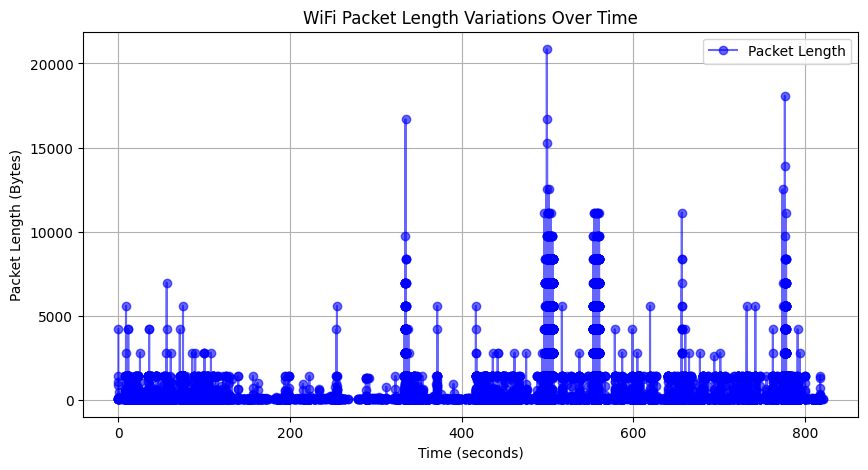 WiFi Packet Length Variations Over Time
Packet Length
20000
15000
10000
5000
0
Packet Length (Bytes)
0 200 400 600 800
Time (seconds)